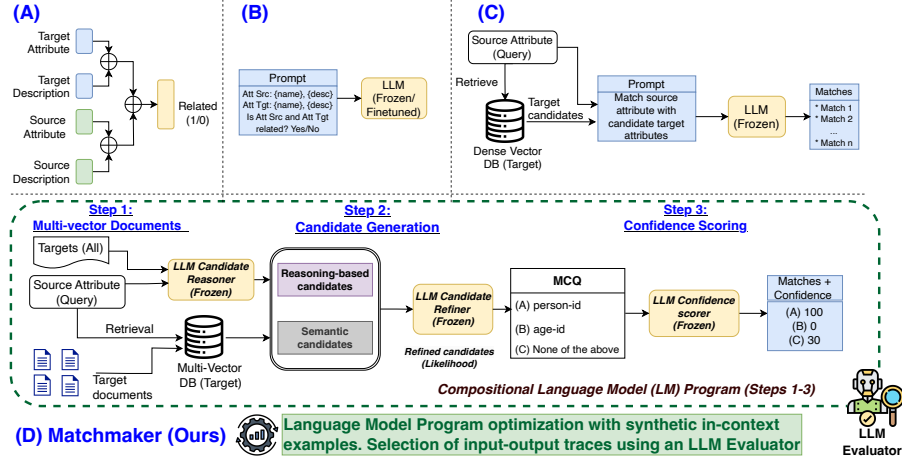 (A)
Target
Attribute
Target
Description
Source
Attribute
Source
Description
Related
(1/0)
(B)
Prompt
Att Src: {name}, {desc}
Att Tgt: {name}, {desc}
Is Att Src and Att Tgt
related? Yes/No
LLM
(Frozen/
Finetuned)
(C)
Source Attribute
(Query)
Retrieve
Target
candidates
Dense Vector
DB (Target)
Prompt
Match source
attribute with
candidate target
attributes
LLM
(Frozen)
Matches
* Match 1
* Match 2
...
* Match n
Step 1:
Multi-vector Documents
Targets (All)
Source Attribute
(Query)
LLM Candidate
Reasoner
(Frozen)
Retrieval
Target
documents
Multi-Vector
DB (Target)
Step 2:
Candidate Generation
Reasoning-based
candidates
Semantic
candidates
LLM Candidate
Refiner
(Frozen)
Refined candidates
(Likelihood)
Step 3:
Confidence Scoring
MCQ
(A) person-id
(B) age-id
(C) None of the above
LLM Confidence
scorer
(Frozen)
Matches +
Confidence
(A) 100
(B) 0
(C) 30
Compositional Language Model (LM) Program (Steps 1-3)
LLM
Evaluator
(D) Matchmaker (Ours)
Language Model Program optimization with synthetic in-context
examples. Selection of input-output traces using an LLM Evaluator